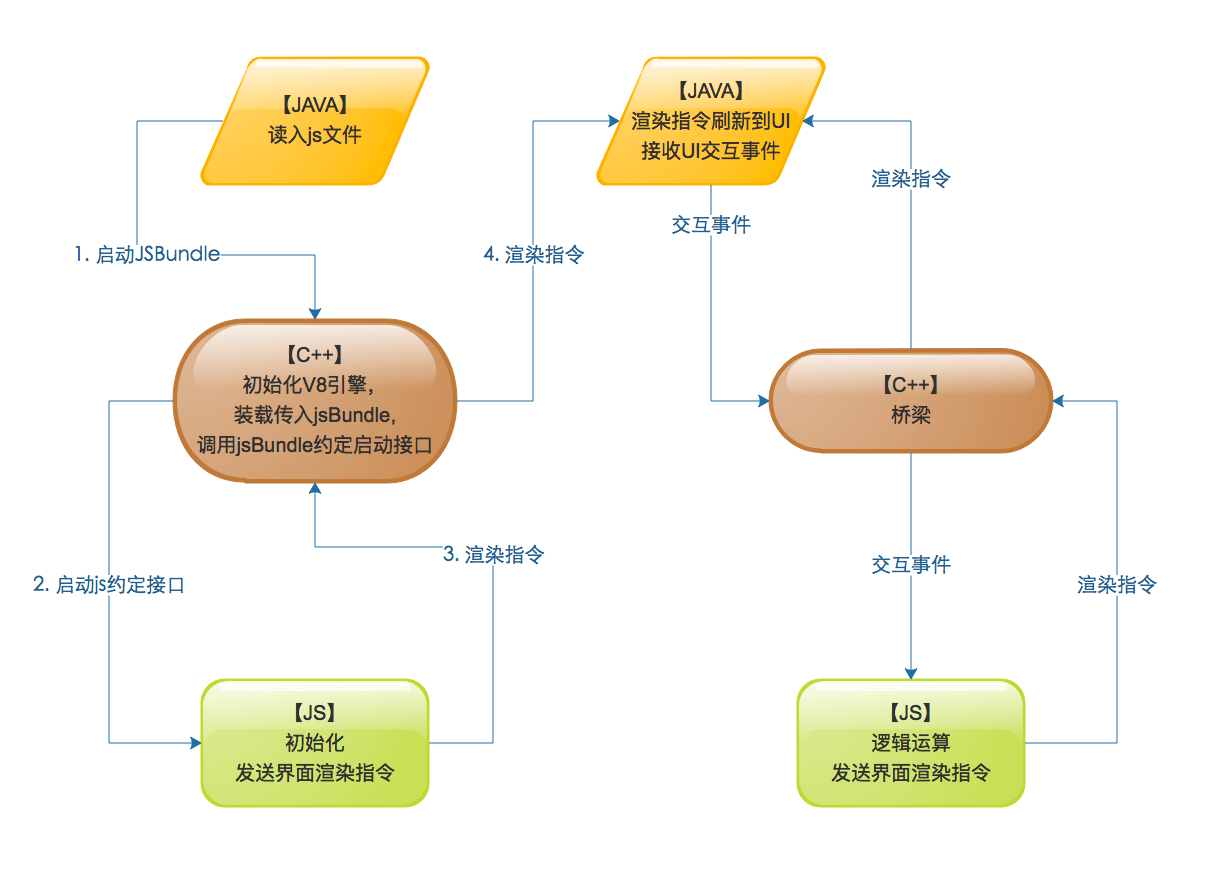 【JAVA】
读入js文件
【JAVA】
渲染指令刷新到UI
接收UI交互事件
渲染指令
交互事件
1. 启动JSBundle
4. 渲染指令
【C++】
初始化V8引擎，
装载传入jsBundle,
调用jsBundle约定启动接口
【C++】
桥梁
3. 渲染指令
交互事件
2. 启动js约定接口
渲染指令
【JS】
初始化
发送界面渲染指令
【JS】
逻辑运算
发送界面渲染指令